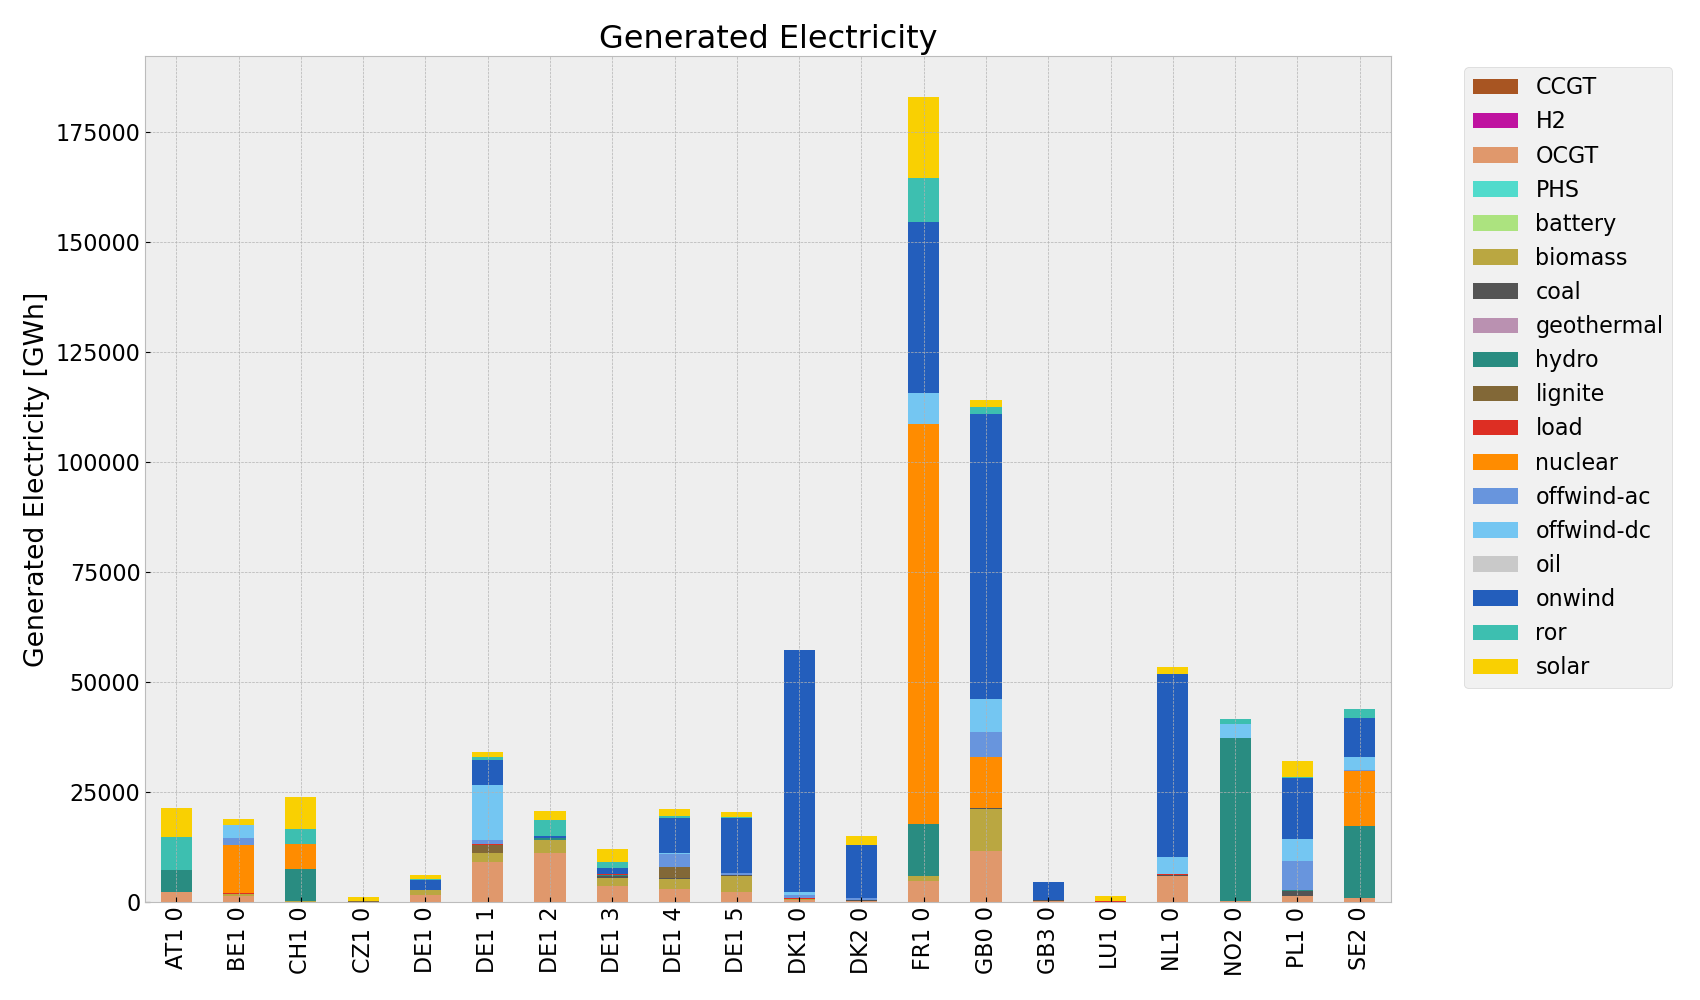 Generated Electricity
Generated Electricity [GWh]
175000
150000
125000
100000
75000
50000
25000
0
AT1 0
BE1 0
CH1 0
CZ1 0
DE1 0
DE1 1
DE1 2
DE1 3
DE1 4
DE1 5
DK1 0
DK2 0
FR1 0
GB0 0
GB3 0
LU1 0
NL1 0
NO2 0
PL1 0
SE2 0
CCGT
H2
OCGT
PHS
battery
biomass
coal
geothermal
hydro
lignite
load
nuclear
offwind-ac
offwind-dc
oil
onwind
ror
solar